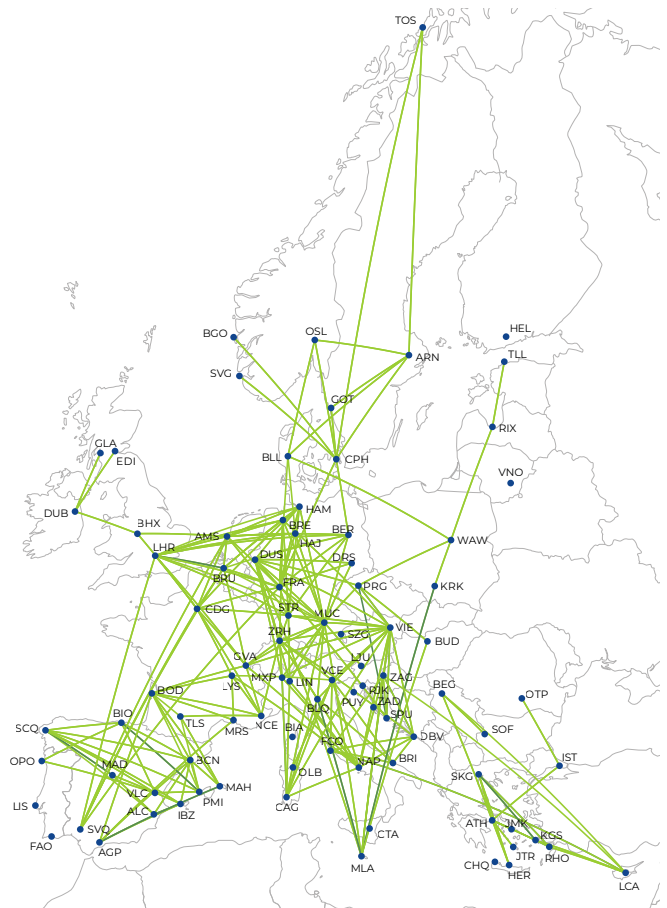 TOS
BGO
OSL
HEL
TLL
ARN
SVG
GOT
RIX
GLA
EDI
BLL
CPH
VNO
DUB
BHX
HAM
BRE
AMS
BER
HAJ
WAW
LHR
DUS
DRS
BRU
FRA
PRG
KRK
CDG
STR
MUC
VIE
ZRH
SZG
BUD
GVA
LJU
LYS
MXP
LIN
VCE
ZAG
BEG
OTP
BOD
RJK
PUY
ZAD
BLQ
SPU
BIO
TLS
MRS
NCE
BIA
SCQ
DBV
SOF
FCO
OPO
MAD
BCN
OLB
NAP
BRI
IST
SKG
MAH
VLC
PMI
LIS
ALC
IBZ
CAG
ATH
JMK
SVQ
CTA
KGS
FAO
AGP
JTR
RHO
MLA
CHQ
HER
LCA